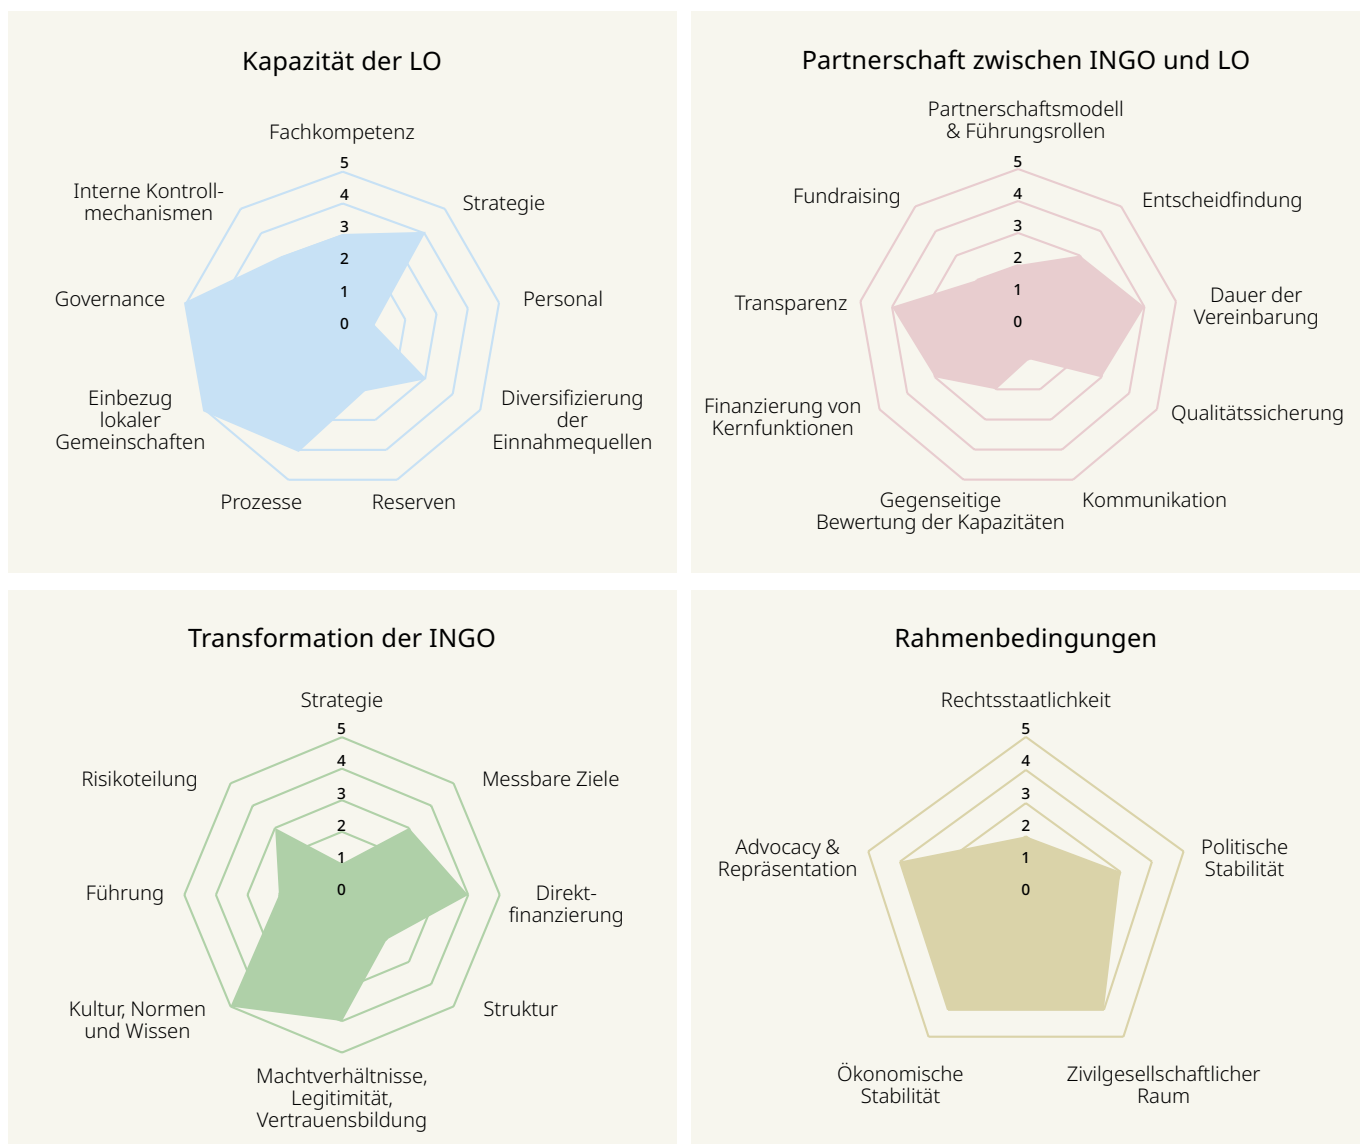 Kapazität der LO
Fachkompetenz
5
4
3
2
1
0
Strategie
Personal
Diversifizierung
der
Einnahmequellen
Reserven
Prozesse
Einbezug
lokaler
Gemeinschaften
Governance
Interne Kontroll-
mechanismen
Partnerschaft zwischen INGO und LO
Partnerschaftsmodell
& Führungsrollen
5
4
3
2
1
0
Entscheidfindung
Dauer der
Vereinbarung
Qualitätssicherung
Kommunikation
Gegenseitige
Bewertung der Kapazitäten
Finanzierung von
Kernfunktionen
Transparenz
Fundraising
Transformation der INGO
Strategie
5
4
3
2
1
0
Messbare Ziele
Direkt-
finanzierung
Struktur
Machtverhältnisse,
Legitimität,
Vertrauensbildung
Kultur, Normen
und Wissen
Führung
Risikoteilung
Rahmenbedingungen
Rechtsstaatlichkeit
5
4
3
2
1
0
Politische
Stabilität
Zivilgesellschaftlicher
Raum
Ökonomische
Stabilität
Advocacy &
Repräsentation